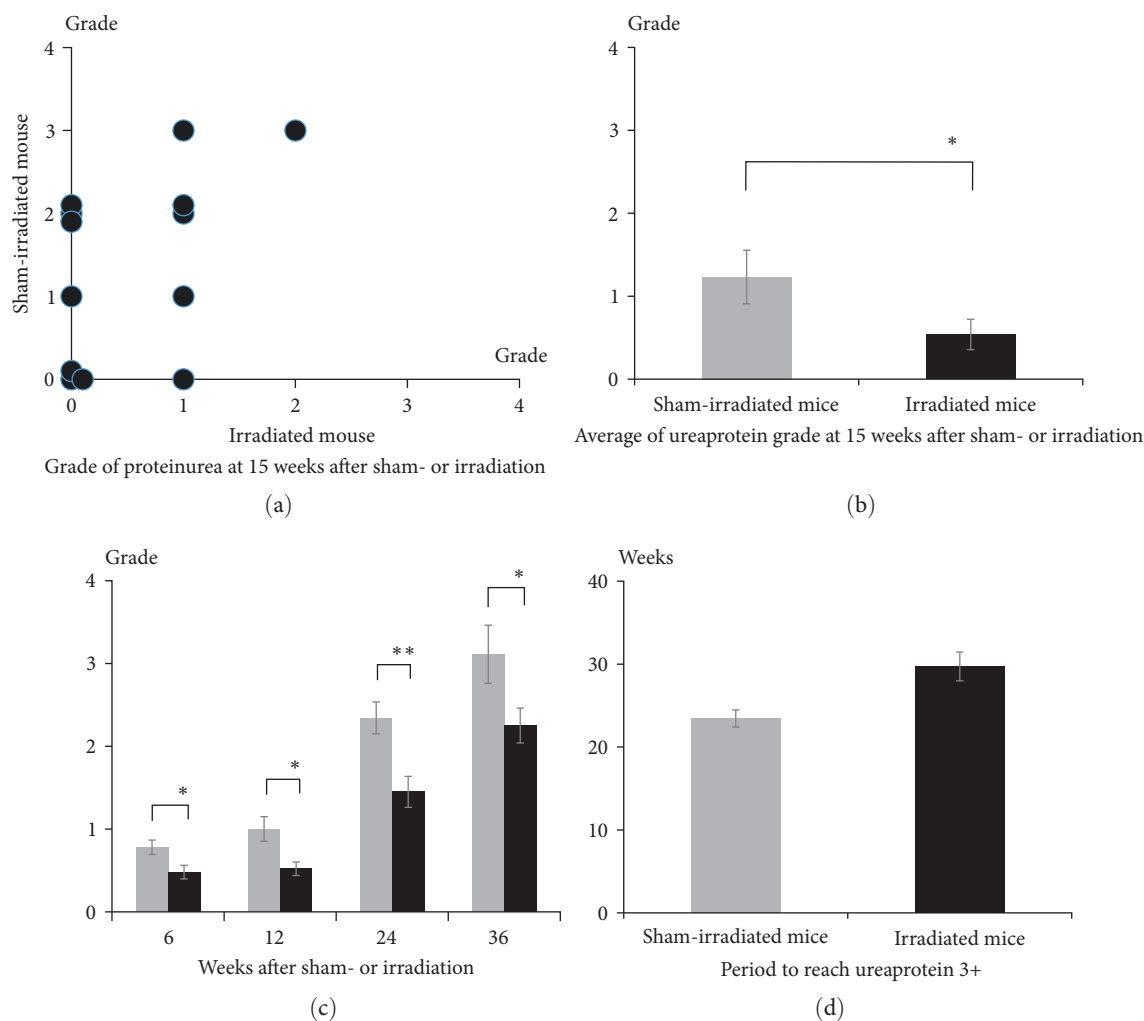 Grade
4
3
2
1
0
Sham-irradiated mouse
Grade
0 1 2 3 4
Irradiated mouse
Grade of proteinurea at 15 weeks after sham- or irradiation
(a)
Grade
4
3
2
1
0
*
Sham-irradiated mice Irradiated mice
Average of ureaprotein grade at 15 weeks after sham- or irradiation
(b)
Grade
4
3
2
1
0
*
*
**
*
6 12 24 36
Weeks after sham- or irradiation
(c)
Weeks
40
30
20
10
0
Sham-irradiated mice Irradiated mice
Period to reach ureaprotein 3+
(d)